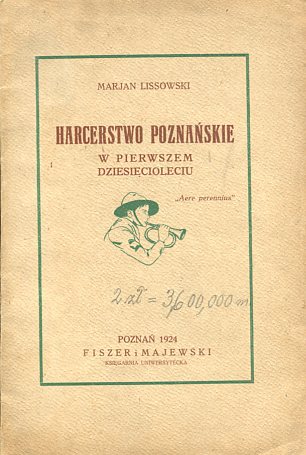 MARJAN LISSOWSKI
HARCERSTWO POZNAŃSKIE
W PIERWSZEM
DZIESIĘCIOLECIU
„Aere perennius"
2 zł = 3,600,000 m.
POZNAŃ 1924
FISZER i MAJEWSKI
KSIĘGARNIA UNIWERSYTECKA